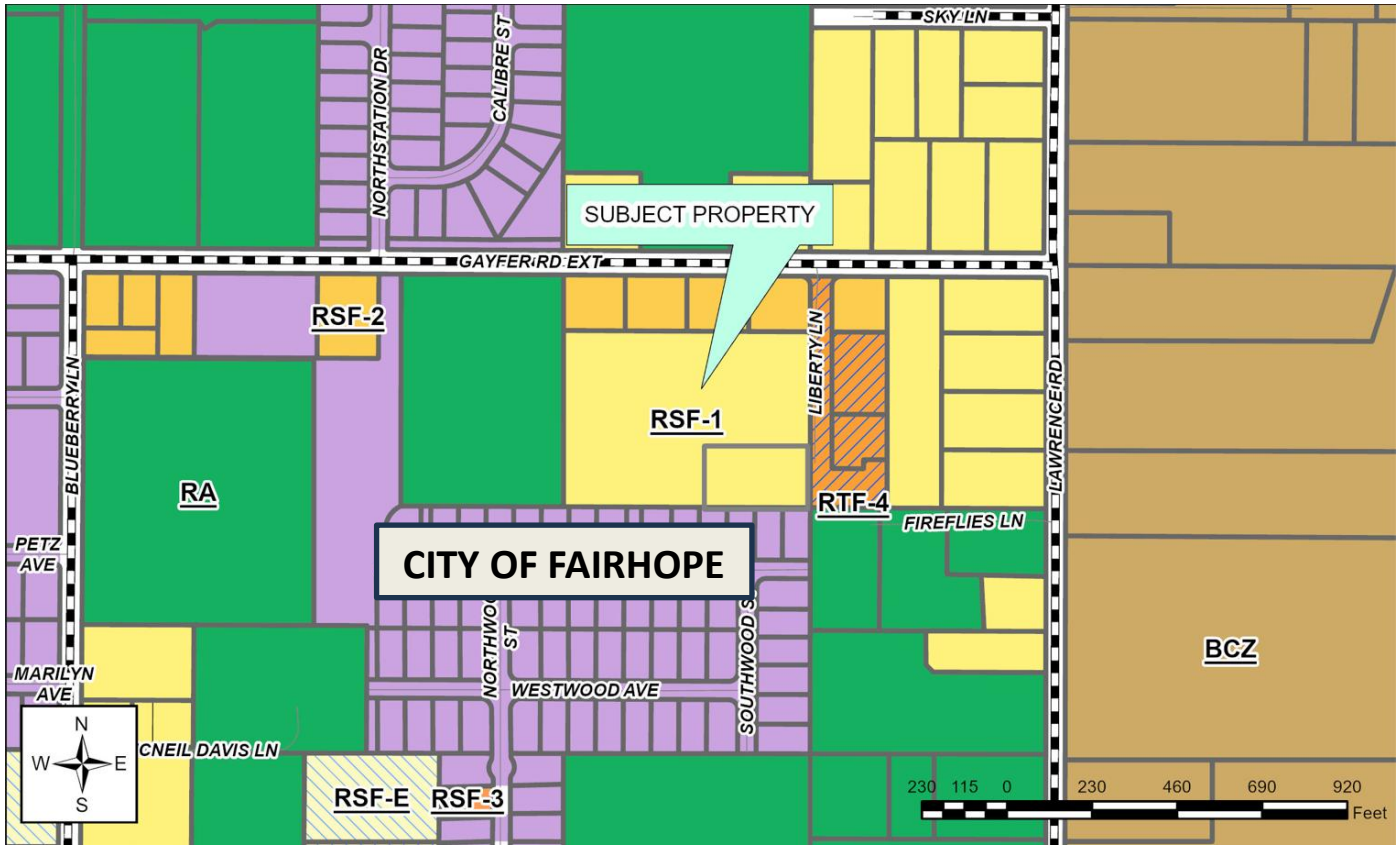 SKY LN
CALIBRE ST
NORTHSTATION DR
SUBJECT PROPERTY
GAYFER RD EXT
RSF-2
LIBERTY LN
BLUEBERRY LN
RSF-1
LAWRENCE RD
RA
RTF-4
FIREFLIES LN
PETZ
AVE
CITY OF FAIRHOPE
ST
SOUTHWOOD S
BCZ
MARILYN
AVE
WESTWOOD AVE
N
W E
S
CNEIL DAVIS LN
RSF-E
RSF-3
230 115 0 230 460 690 920
Feet